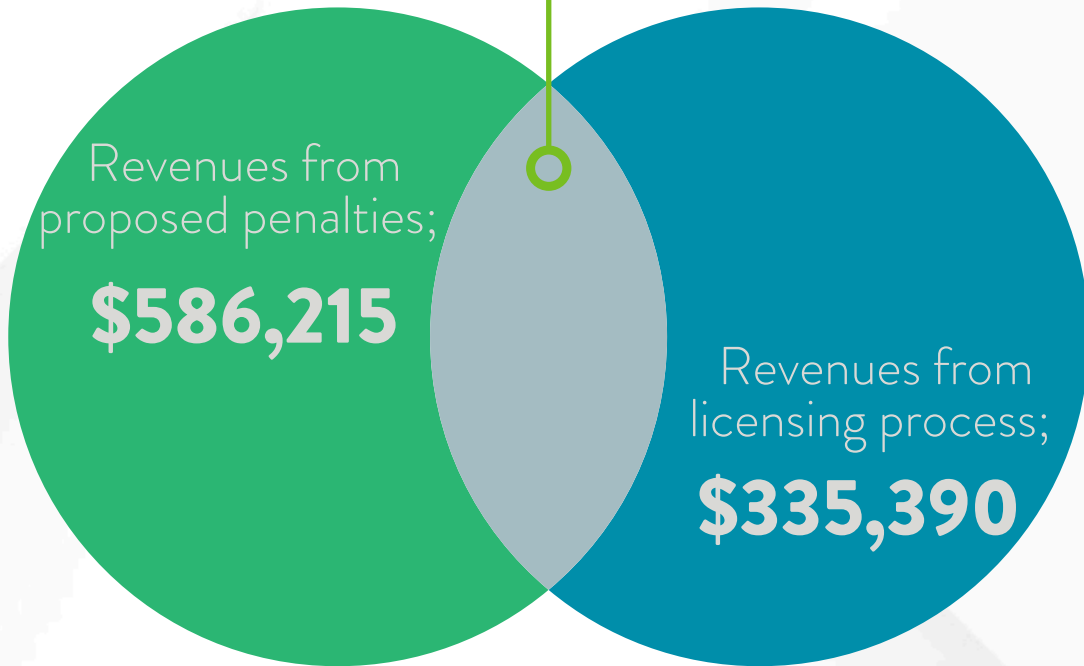 Revenues from
proposed penalties;
$586,215
Revenues from
licensing process;
$335,390